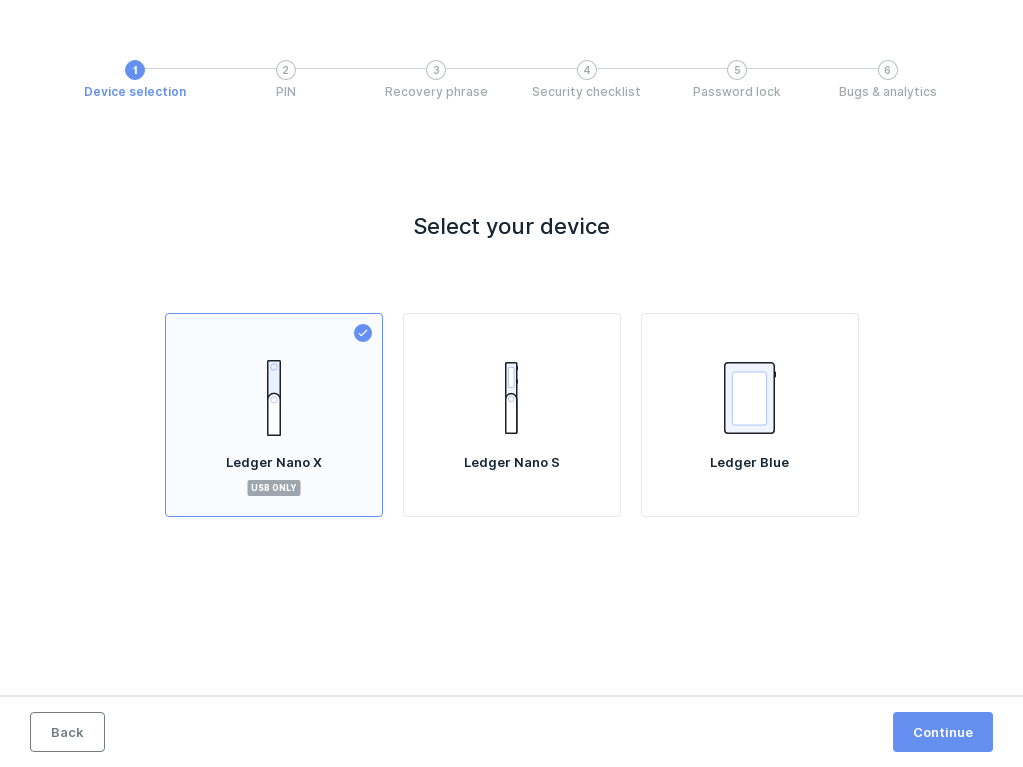 1 2 3 4 5 6
Device selection PIN Recovery phrase Security checklist Password lock Bugs & analytics
Select your device
Ledger Nano X Ledger Nano S Ledger Blue
USB ONLY
Back Continue